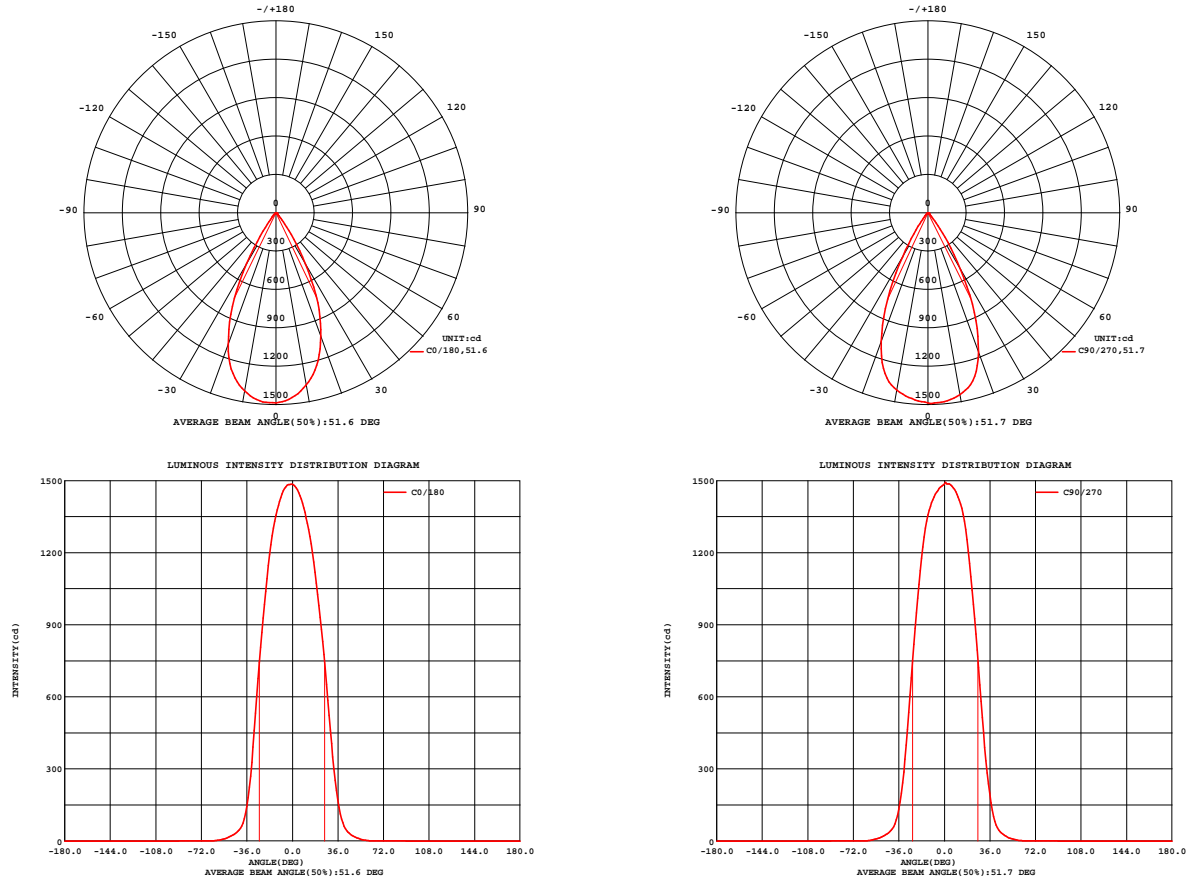 -/+180
-150
150
-120
120
-90
90
-60
60
-30
30
0
0
300
600
900
1200
1500
UNIT:cd
C0/180,51.6
AVERAGE BEAM ANGLE(50%):51.6 DEG
-/+180
-150
150
-120
120
-90
90
-60
60
-30
30
0
0
300
600
900
1200
1500
UNIT:cd
C90/270,51.7
AVERAGE BEAM ANGLE(50%):51.7 DEG
LUMINOUS INTENSITY DISTRIBUTION DIAGRAM
C0/180
INTENSITY(cd)
1500
1200
900
600
300
0
-180.0 -144.0 -108.0 -72.0 -36.0 0.0 36.0 72.0 108.0 144.0 180.0
ANGLE(DEG)
AVERAGE BEAM ANGLE(50%):51.6 DEG
LUMINOUS INTENSITY DISTRIBUTION DIAGRAM
C90/270
INTENSITY(cd)
1500
1200
900
600
300
0
-180.0 -144.0 -108.0 -72.0 -36.0 0.0 36.0 72.0 108.0 144.0 180.0
ANGLE(DEG)
AVERAGE BEAM ANGLE(50%):51.7 DEG